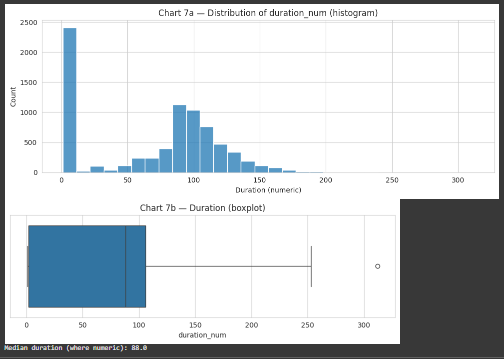 Chart 7a — Distribution of duration_num (histogram)
2500
2000
1500
1000
500
0
Count
0 50 100 150 200 250 300
Duration (numeric)
Chart 7b — Duration (boxplot)
0 50 100 150 200 250 300
duration_num
Median duration (where numeric): 88.0